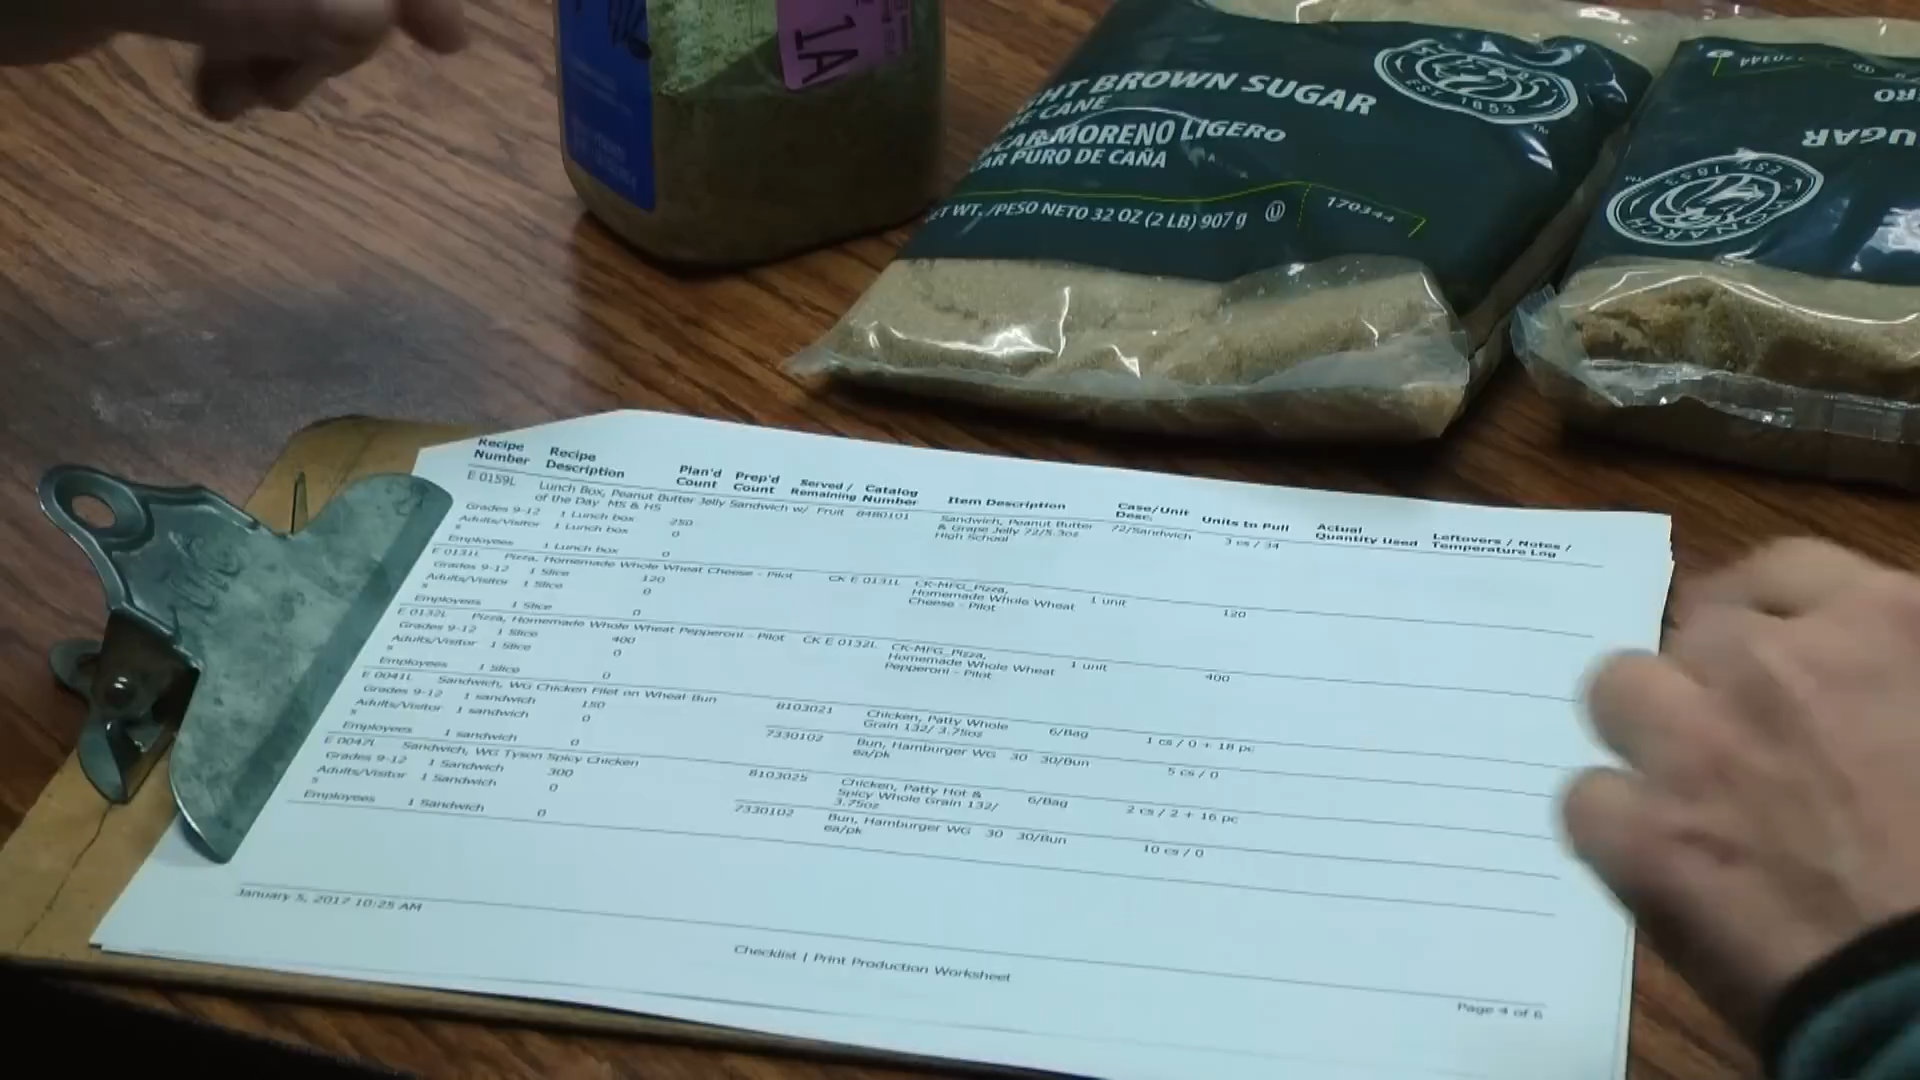 1A
GHT BROWN SUGAR
RE CANE
CAR MORENO LIGERO
AR PURO DE CAÑA
ET WT. /PESO NETO 32 OZ (2 LB) 907 g
170344
EST 1853
UGAR
RO
MONARCH
EST 1853
Recipe Number Recipe Description Plan'd Count Prep'd Count Served / Remaining Catalog Number Item Description Case/Unit Desc. Units to Pull Actual Quantity Used Leftovers / Notes / Temperature Log
E 0159L Lunch Box, Peanut Butter Jelly Sandwich w/ Fruit 8480101 Sandwich, Peanut Butter 72/Sandwich 3 cs / 34
of the Day MS & HS & Grape Jelly 72/5.3oz
Grades 9-12 1 Lunch box 250 High School
Adults/Visitor 1 Lunch box 0
s
Employees 1 Lunch box 0
E 0131L Pizza, Homemade Whole Wheat Cheese - Pilot CK E 0131L CK-MFG_Pizza, 1 unit 120
Grades 9-12 1 Slice 120 Homemade Whole Wheat
Adults/Visitor 1 Slice 0 Cheese - Pilot
s
Employees 1 Slice 0
E 0132L Pizza, Homemade Whole Wheat Pepperoni - Pilot CK E 0132L CK-MFG_Pizza, 1 unit 400
Grades 9-12 1 Slice 400 Homemade Whole Wheat
Adults/Visitor 1 Slice 0 Pepperoni - Pilot
s
Employees 1 Slice 0
E 0041L Sandwich, WG Chicken Filet on Wheat Bun 8103021 Chicken, Patty Whole 6/Bag 1 cs / 0 + 18 pc
Grades 9-12 1 sandwich 150 Grain 132/ 3.75oz
Adults/Visitor 1 sandwich 0 7330102 Bun, Hamburger WG 30 30/Bun 5 cs / 0
s ea/pk
Employees 1 sandwich 0
E 0047L Sandwich, WG Tyson Spicy Chicken 8103025 Chicken, Patty Hot & 6/Bag 2 cs / 2 + 16 pc
Grades 9-12 1 Sandwich 300 Spicy Whole Grain 132/
Adults/Visitor 1 Sandwich 0 3.75oz
s
Employees 1 Sandwich 0 7330102 Bun, Hamburger WG 30 30/Bun 10 cs / 0
ea/pk
January 5, 2017 10:25 AM
Checklist | Print Production Worksheet
Page 4 of 6